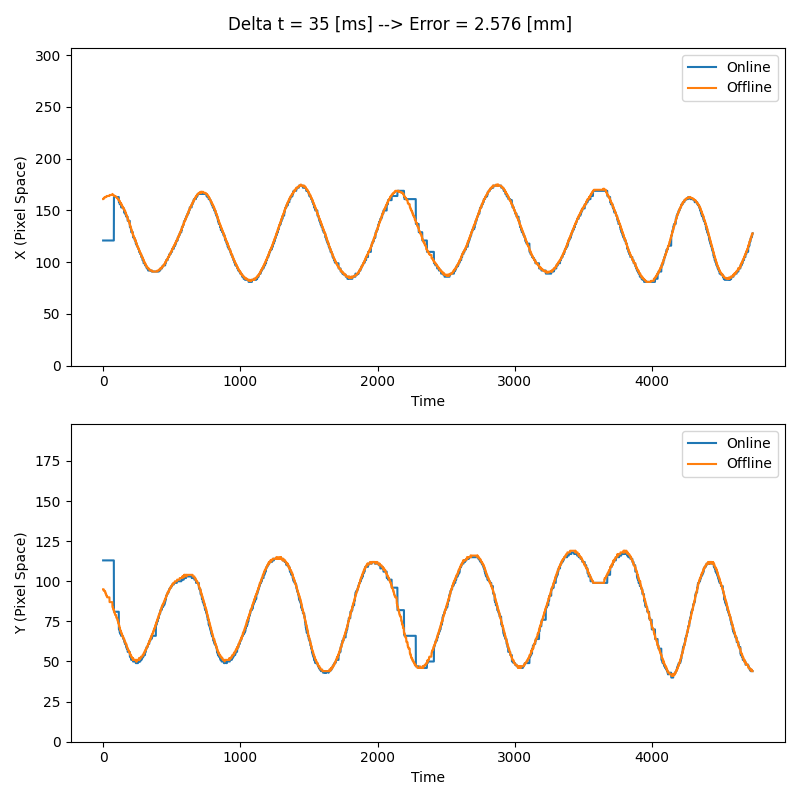 Delta t = 35 [ms] --> Error = 2.576 [mm]
300
250
200
150
100
50
0
X (Pixel Space)
Online
Offline
0
1000
2000
3000
4000
Time
175
150
125
100
75
50
25
0
Y (Pixel Space)
Online
Offline
0
1000
2000
3000
4000
Time